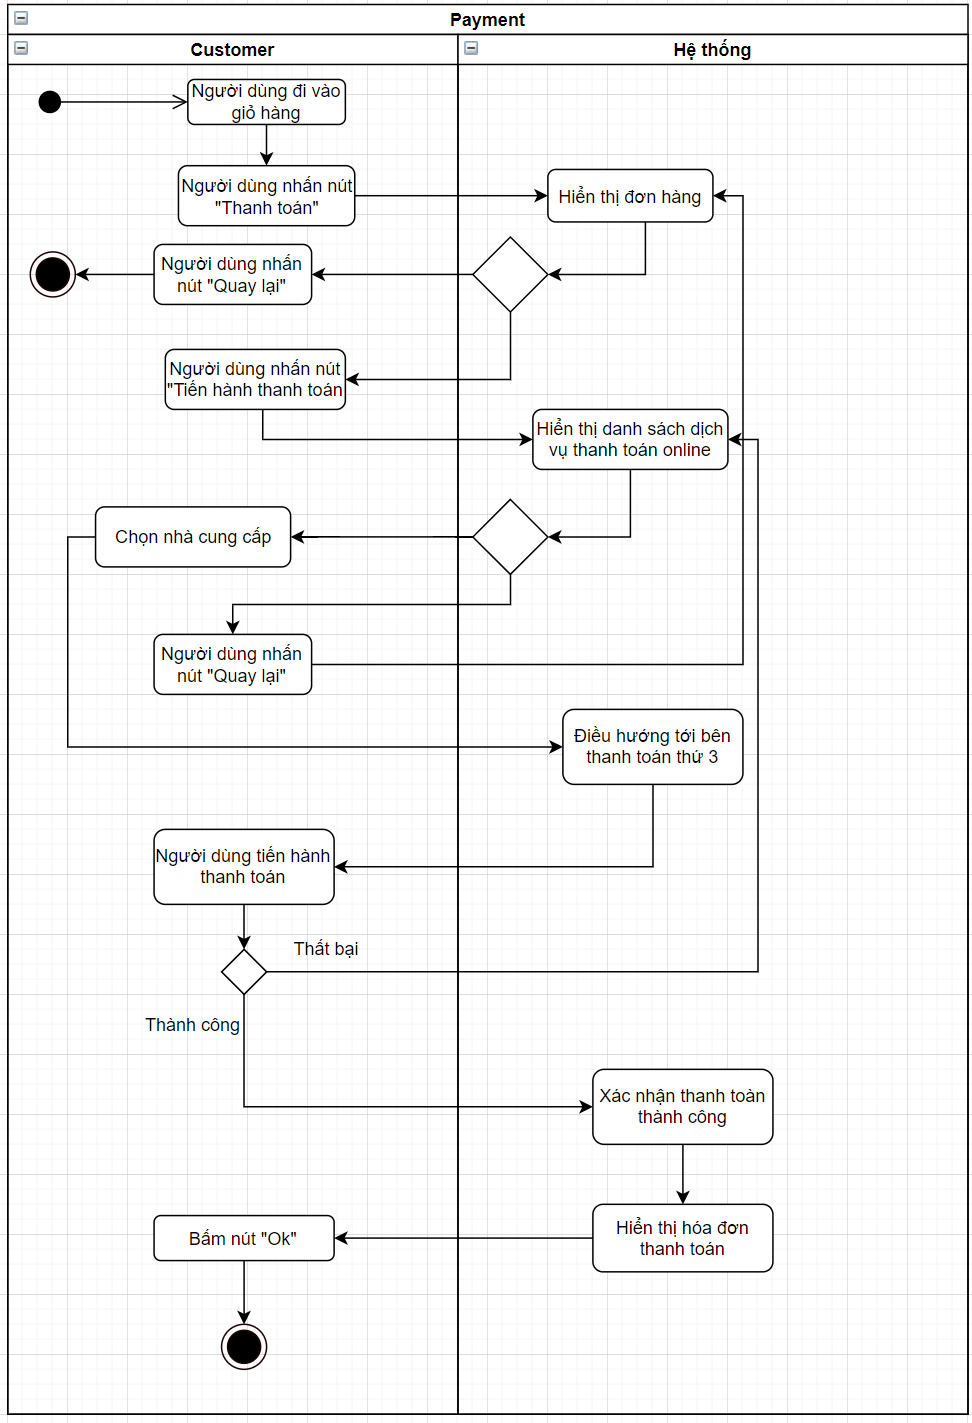 Payment
Customer
Hệ thống
Người dùng đi vào
giỏ hàng
Người dùng nhấn nút
"Thanh toán"
Hiển thị đơn hàng
Người dùng nhấn
nút "Quay lại"
Người dùng nhấn nút
"Tiến hành thanh toán
Hiển thị danh sách dịch
vụ thanh toán online
Chọn nhà cung cấp
Người dùng nhấn
nút "Quay lại"
Điều hướng tới bên
thanh toán thứ 3
Người dùng tiến hành
thanh toán
Thất bại
Thành công
Xác nhận thanh toàn
thành công
Hiển thị hóa đơn
thanh toán
Bấm nút "Ok"